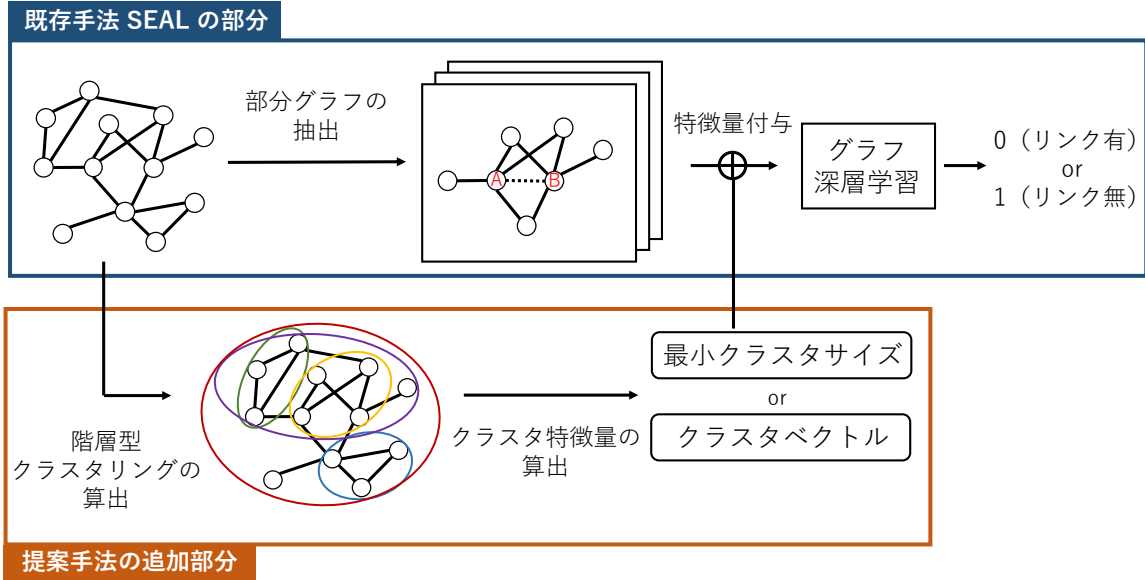 既存手法 SEAL の部分
部分グラフの
抽出
A
B
特徴量付与
グラフ
深層学習
0（リンク有）
or
1（リンク無）
階層型
クラスタリングの
算出
クラスタ特徴量の
算出
最小クラスタサイズ
or
クラスタベクトル
提案手法の追加部分